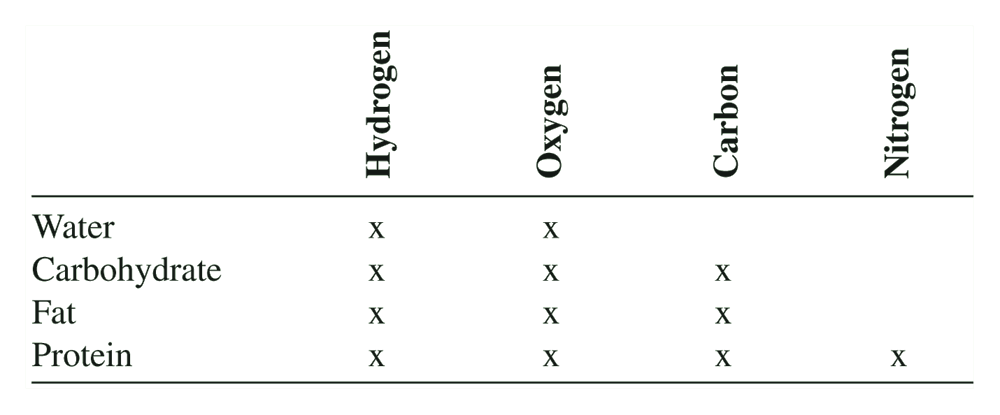 Hydrogen Oxygen Carbon Nitrogen
Water x x
Carbohydrate x x x
Fat x x x
Protein x x x x